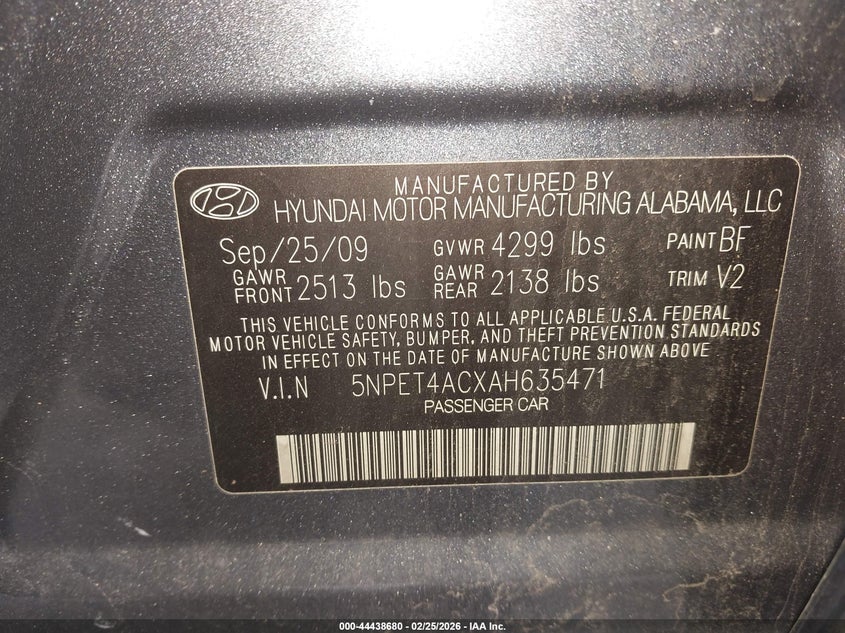 MANUFACTURED BY
HYUNDAI MOTOR MANUFACTURING ALABAMA, LLC
Sep/25/09 GVWR 4299 lbs PAINT BF
GAWR FRONT 2513 lbs GAWR REAR 2138 lbs TRIM V2
THIS VEHICLE CONFORMS TO ALL APPLICABLE U.S.A. FEDERAL
MOTOR VEHICLE SAFETY, BUMPER, AND THEFT PREVENTION STANDARDS
IN EFFECT ON THE DATE OF MANUFACTURE SHOWN ABOVE
V.I.N 5NPET4ACXAH635471
PASSENGER CAR
000-44438680 - 02/25/2026 - IAA Inc.